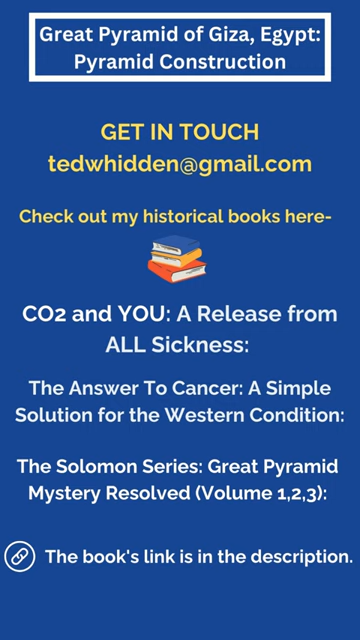 Great Pyramid of Giza, Egypt:
Pyramid Construction
GET IN TOUCH
tedwhidden@gmail.com
Check out my historical books here-
CO2 and YOU: A Release from
ALL Sickness:
The Answer To Cancer: A Simple
Solution for the Western Condition:
The Solomon Series: Great Pyramid
Mystery Resolved (Volume 1,2,3):
The book's link is in the description.